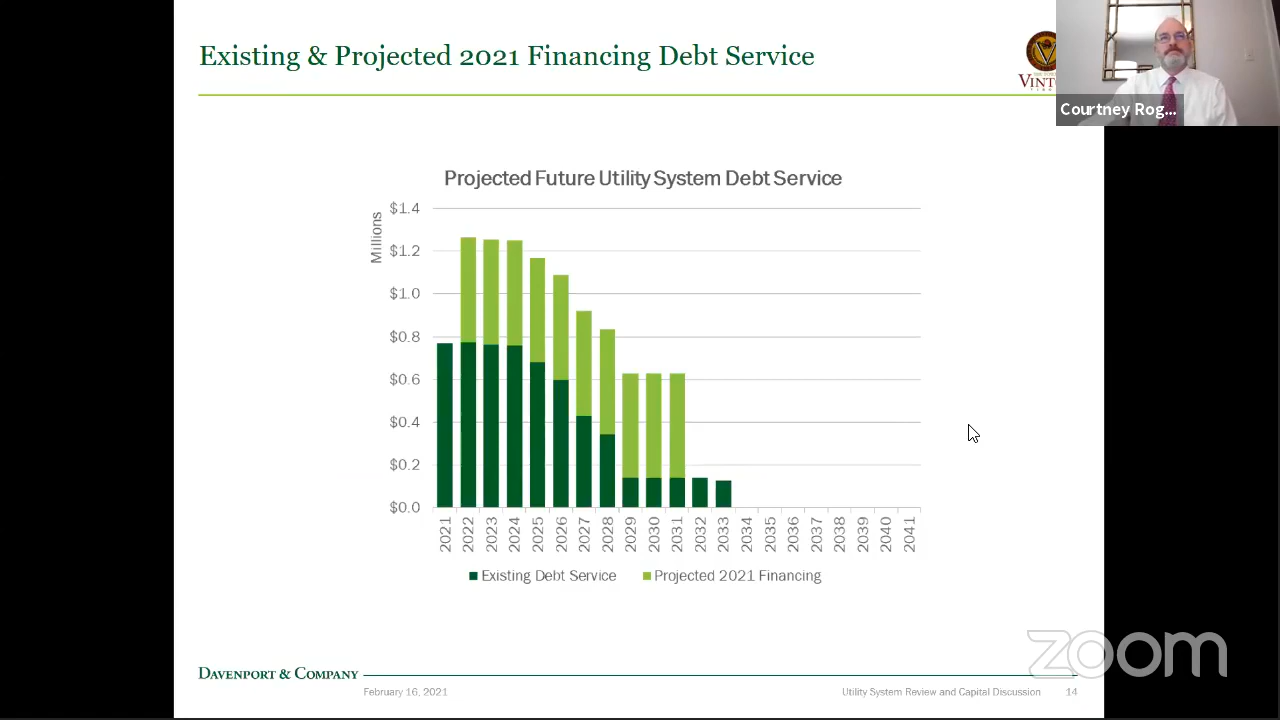 Existing & Projected 2021 Financing Debt Service
VINT
Courtney Rog...
Projected Future Utility System Debt Service
Millions
$1.4
$1.2
$1.0
$0.8
$0.6
$0.4
$0.2
$0.0
2021
2022
2023
2024
2025
2026
2027
2028
2029
2030
2031
2032
2033
2034
2035
2036
2037
2038
2039
2040
2041
Existing Debt Service
Projected 2021 Financing
DAVENPORT & COMPANY
February 16, 2021
Utility System Review and Capital Discussion 14
zoom